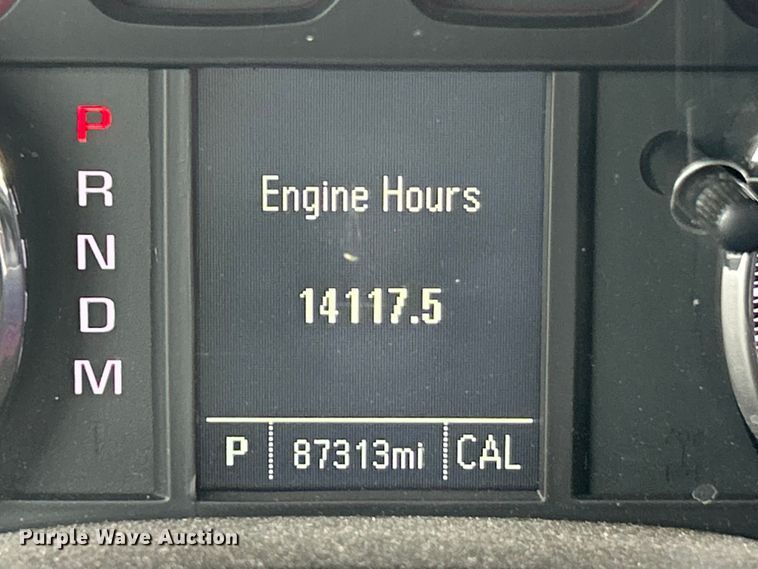 P
R
N
D
M
Engine Hours
14117.5
P 87313mi CAL
Purple Wave Auction